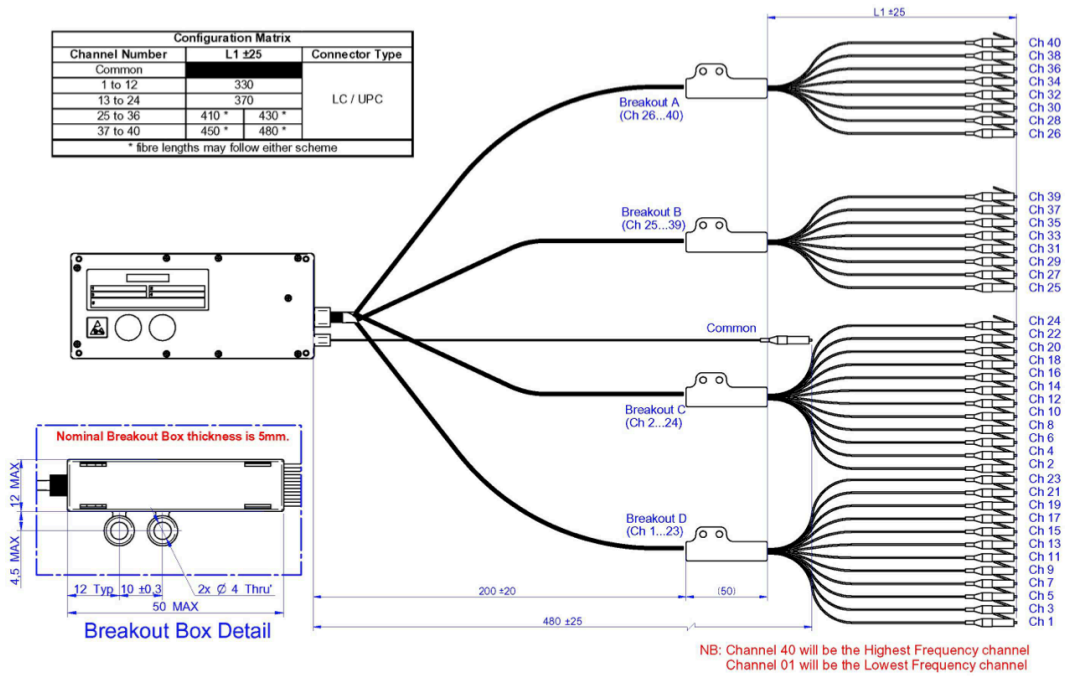 Configuration Matrix
Channel Number L1 ±25 Connector Type
Common
1 to 12 330
13 to 24 370
LC / UPC
25 to 36 410 * 430 *
37 to 40 450 * 480 *
* fibre lengths may follow either scheme
L1 ±25
Breakout A
(Ch 26...40)
Ch 40
Ch 38
Ch 36
Ch 34
Ch 32
Ch 30
Ch 28
Ch 26
Breakout B
(Ch 25...39)
Ch 39
Ch 37
Ch 35
Ch 33
Ch 31
Ch 29
Ch 27
Ch 25
Common
Breakout C
(Ch 2...24)
Ch 24
Ch 22
Ch 20
Ch 18
Ch 16
Ch 14
Ch 12
Ch 10
Ch 8
Ch 6
Ch 4
Ch 2
Breakout D
(Ch 1...23)
Ch 23
Ch 21
Ch 19
Ch 17
Ch 15
Ch 13
Ch 11
Ch 9
Ch 7
Ch 5
Ch 3
Ch 1
Nominal Breakout Box thickness is 5mm.
12 MAX
4,5 MAX
12 Typ 10 ±0,3 2x Ø 4 Thru'
50 MAX
Breakout Box Detail
200 ±20
(50)
480 ±25
NB: Channel 40 will be the Highest Frequency channel
Channel 01 will be the Lowest Frequency channel